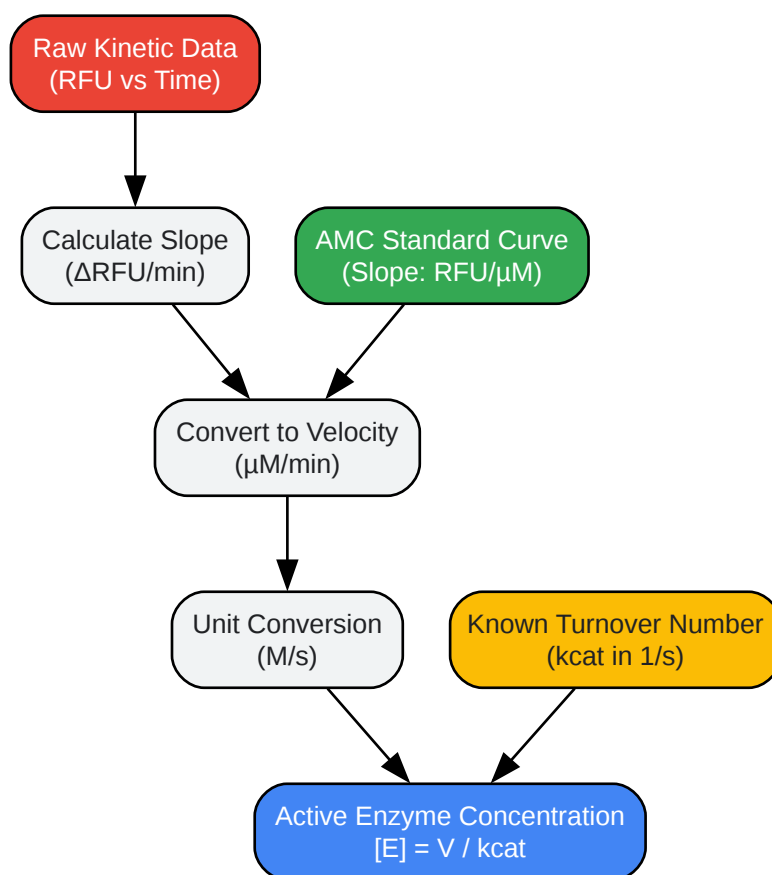 Raw Kinetic Data
(RFU vs Time)
Calculate Slope
(ΔRFU/min)
AMC Standard Curve
(Slope: RFU/µM)
Convert to Velocity
(µM/min)
Unit Conversion
(M/s)
Known Turnover Number
(kcat in 1/s)
Active Enzyme Concentration
[E] = V / kcat